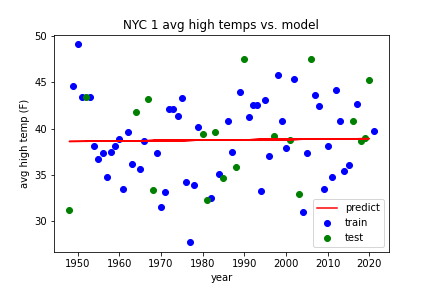 NYC 1 avg high temps vs. model
avg high temps (F)
50
45
40
35
30
1950 1960 1970 1980 1990 2000 2010 2020
year
predict
train
test